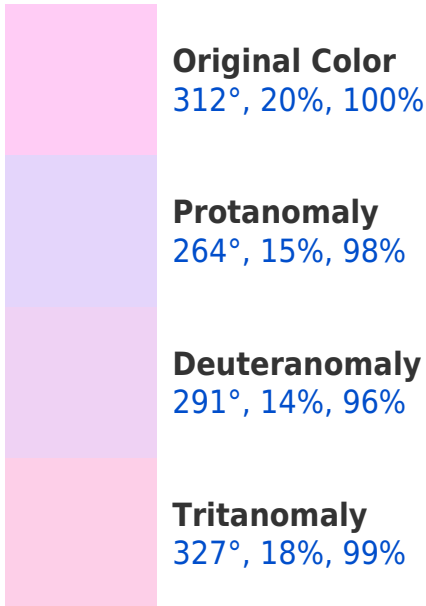 Original Color
312°, 20%, 100%
Protanomaly
264°, 15%, 98%
Deuteranomaly
291°, 14%, 96%
Tritanomaly
327°, 18%, 99%